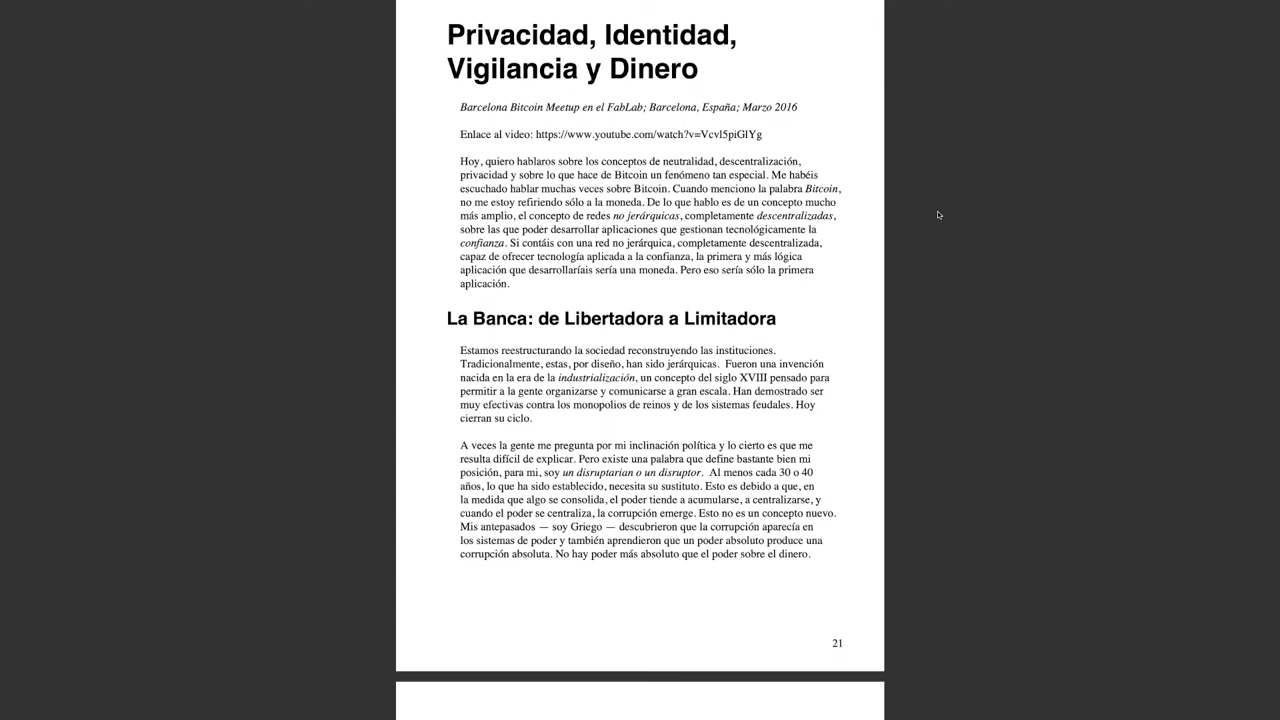 Privacidad, Identidad,
Vigilancia y Dinero
Barcelona Bitcoin Meetup en el FabLab; Barcelona, España; Marzo 2016
Enlace al video: https://www.youtube.com/watch?v=Vcvl5piGlYg
Hoy, quiero hablaros sobre los conceptos de neutralidad, descentralización,
privacidad y sobre lo que hace de Bitcoin un fenómeno tan especial. Me habéis
escuchado hablar muchas veces sobre Bitcoin. Cuando menciono la palabra Bitcoin,
no me estoy refiriendo sólo a la moneda. De lo que hablo es de un concepto mucho
más amplio, el concepto de redes no jerárquicas, completamente descentralizadas,
sobre las que poder desarrollar aplicaciones que gestionan tecnológicamente la
confianza. Si contáis con una red no jerárquica, completamente descentralizada,
capaz de ofrecer tecnología aplicada a la confianza, la primera y más lógica
aplicación que desarrollaríais sería una moneda. Pero eso sería sólo la primera
aplicación.
La Banca: de Libertadora a Limitadora
Estamos reestructurando la sociedad reconstruyendo las instituciones.
Tradicionalmente, estas, por diseño, han sido jerárquicas. Fueron una invención
nacida en la era de la industrialización, un concepto del siglo XVIII pensado para
permitir a la gente organizarse y comunicarse a gran escala. Han demostrado ser
muy efectivas contra los monopolios de reinos y de los sistemas feudales. Hoy
cierran su ciclo.
A veces la gente me pregunta por mi inclinación política y lo cierto es que me
resulta difícil de explicar. Pero existe una palabra que define bastante bien mi
posición, para mi, soy un disruptarian o un disruptor. Al menos cada 30 o 40
años, lo que ha sido establecido, necesita su sustituto. Esto es debido a que, en
la medida que algo se consolida, el poder tiende a acumularse, a centralizarse, y
cuando el poder se centraliza, la corrupción emerge. Esto no es un concepto nuevo.
Mis antepasados — soy Griego — descubrieron que la corrupción aparecía en
los sistemas de poder y también aprendieron que un poder absoluto produce una
corrupción absoluta. No hay poder más absoluto que el poder sobre el dinero.
21